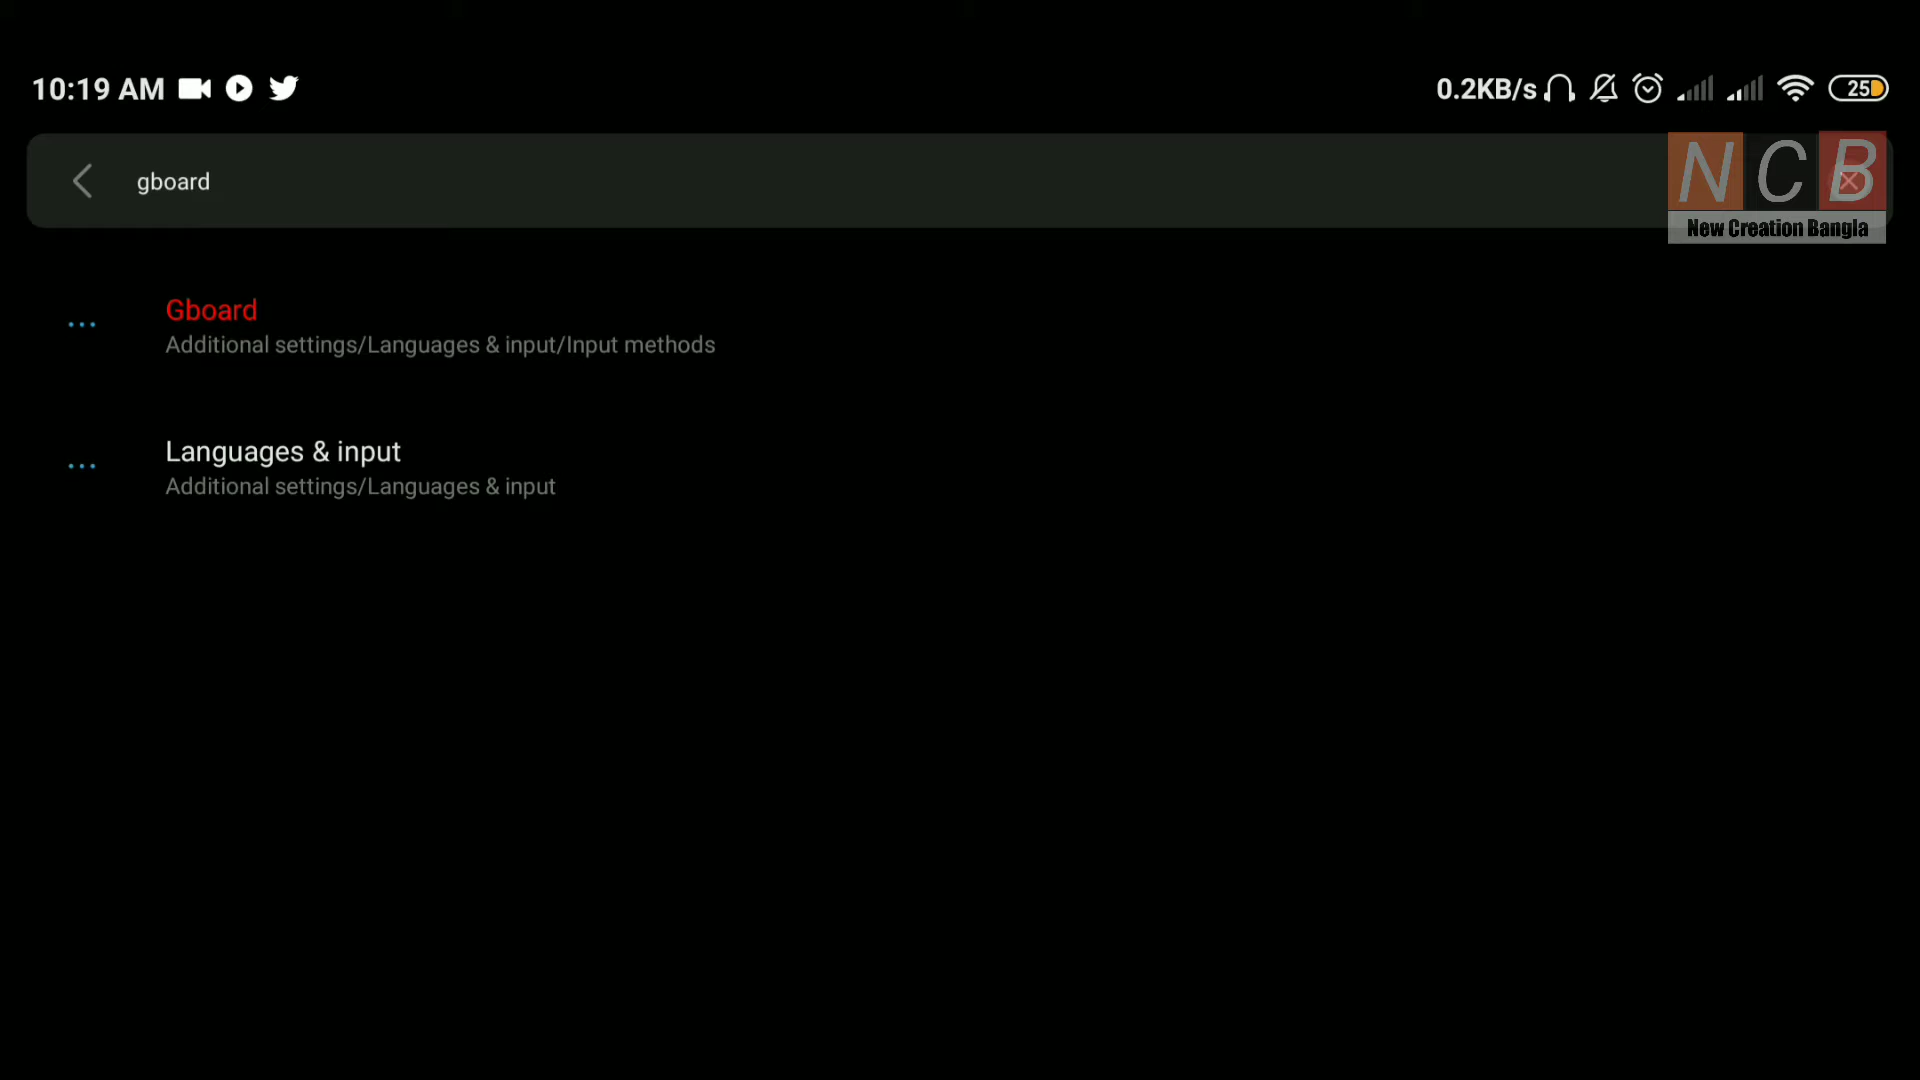 10:19 AM
0.2KB/s
25
gboard
NCB
New Creation Bangla
Gboard
Additional settings/Languages & input/Input methods
Languages & input
Additional settings/Languages & input